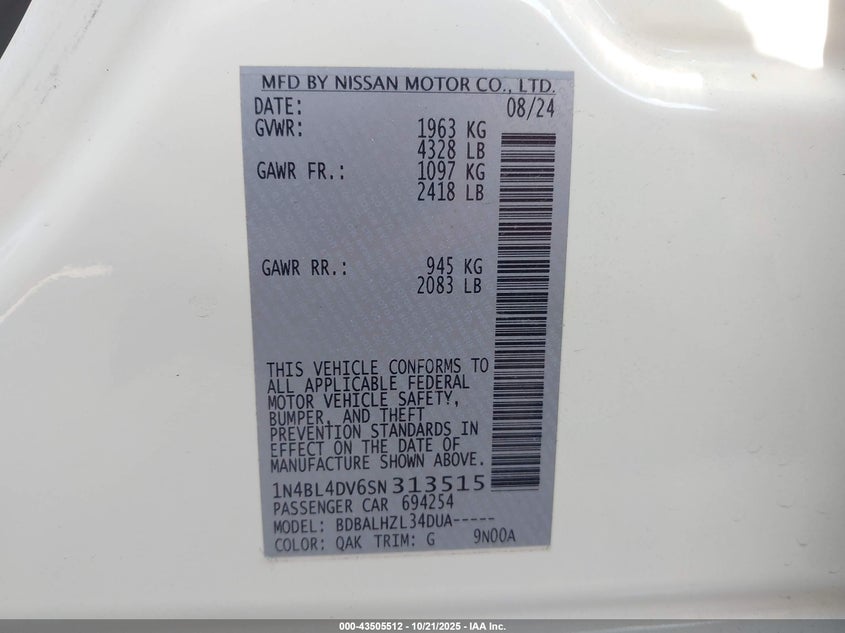 MFD BY NISSAN MOTOR CO., LTD.
DATE: 08/24
GVWR: 1963 KG
4328 LB
GAWR FR.: 1097 KG
2418 LB
GAWR RR.: 945 KG
2083 LB
THIS VEHICLE CONFORMS TO
ALL APPLICABLE FEDERAL
MOTOR VEHICLE SAFETY,
BUMPER, AND THEFT
PREVENTION STANDARDS IN
EFFECT ON THE DATE OF
MANUFACTURE SHOWN ABOVE.
1N4BL4DV6SN313515
PASSENGER CAR 694254
MODEL: BDBALHZL34DUA-----
COLOR: QAK TRIM: G 9N00A
000-43505512 - 10/21/2025 - IAA Inc.